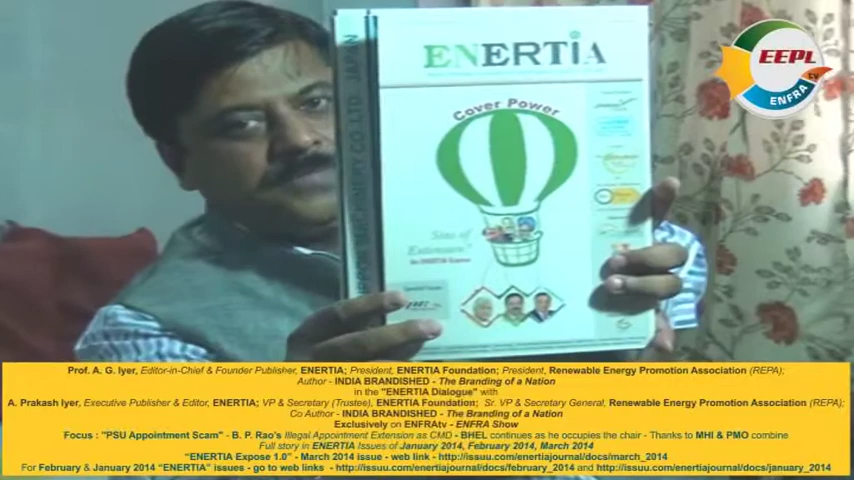 ENERTIA
Cover Power
Sins of
Extension?
JAPAN
EEPL
TV
ENFRA
Prof. A. G. Iyer, Editor-in-Chief & Founder Publisher, ENERTIA; President, ENERTIA Foundation; President, Renewable Energy Promotion Association (REPA);
Author - INDIA BRANDISHED - The Branding of a Nation
in the "ENERTIA Dialogue" with
A. Prakash Iyer, Executive Publisher & Editor, ENERTIA; VP & Secretary (Trustee), ENERTIA Foundation; Sr. VP & Secretary General, Renewable Energy Promotion Association (REPA);
Co Author - INDIA BRANDISHED - The Branding of a Nation
Exclusively on ENFRAtv - ENFRA Show
Focus : "PSU Appointment Scam" - B. P. Rao's Illegal Appointment Extension as CMD - BHEL continues as he occupies the chair - Thanks to MHI & PMO combine
Full story in ENERTIA Issues of January 2014, February 2014, March 2014
"ENERTIA Expose 1.0" - March 2014 issue - web link - http://issuu.com/enertiajournal/docs/march_2014
For February & January 2014 "ENERTIA" issues - go to web links - http://issuu.com/enertiajournal/docs/february_2014 and http://issuu.com/enertiajournal/docs/january_2014